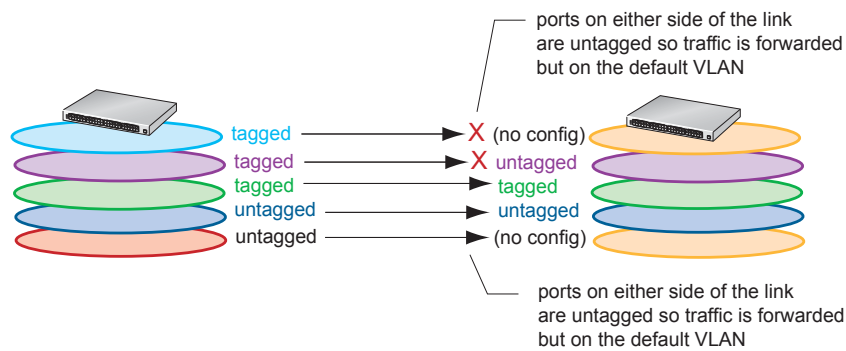 ports on either side of the link
are untagged so traffic is forwarded
but on the default VLAN
tagged X (no config)
tagged X untagged
tagged tagged
untagged untagged
untagged (no config)
ports on either side of the link
are untagged so traffic is forwarded
but on the default VLAN